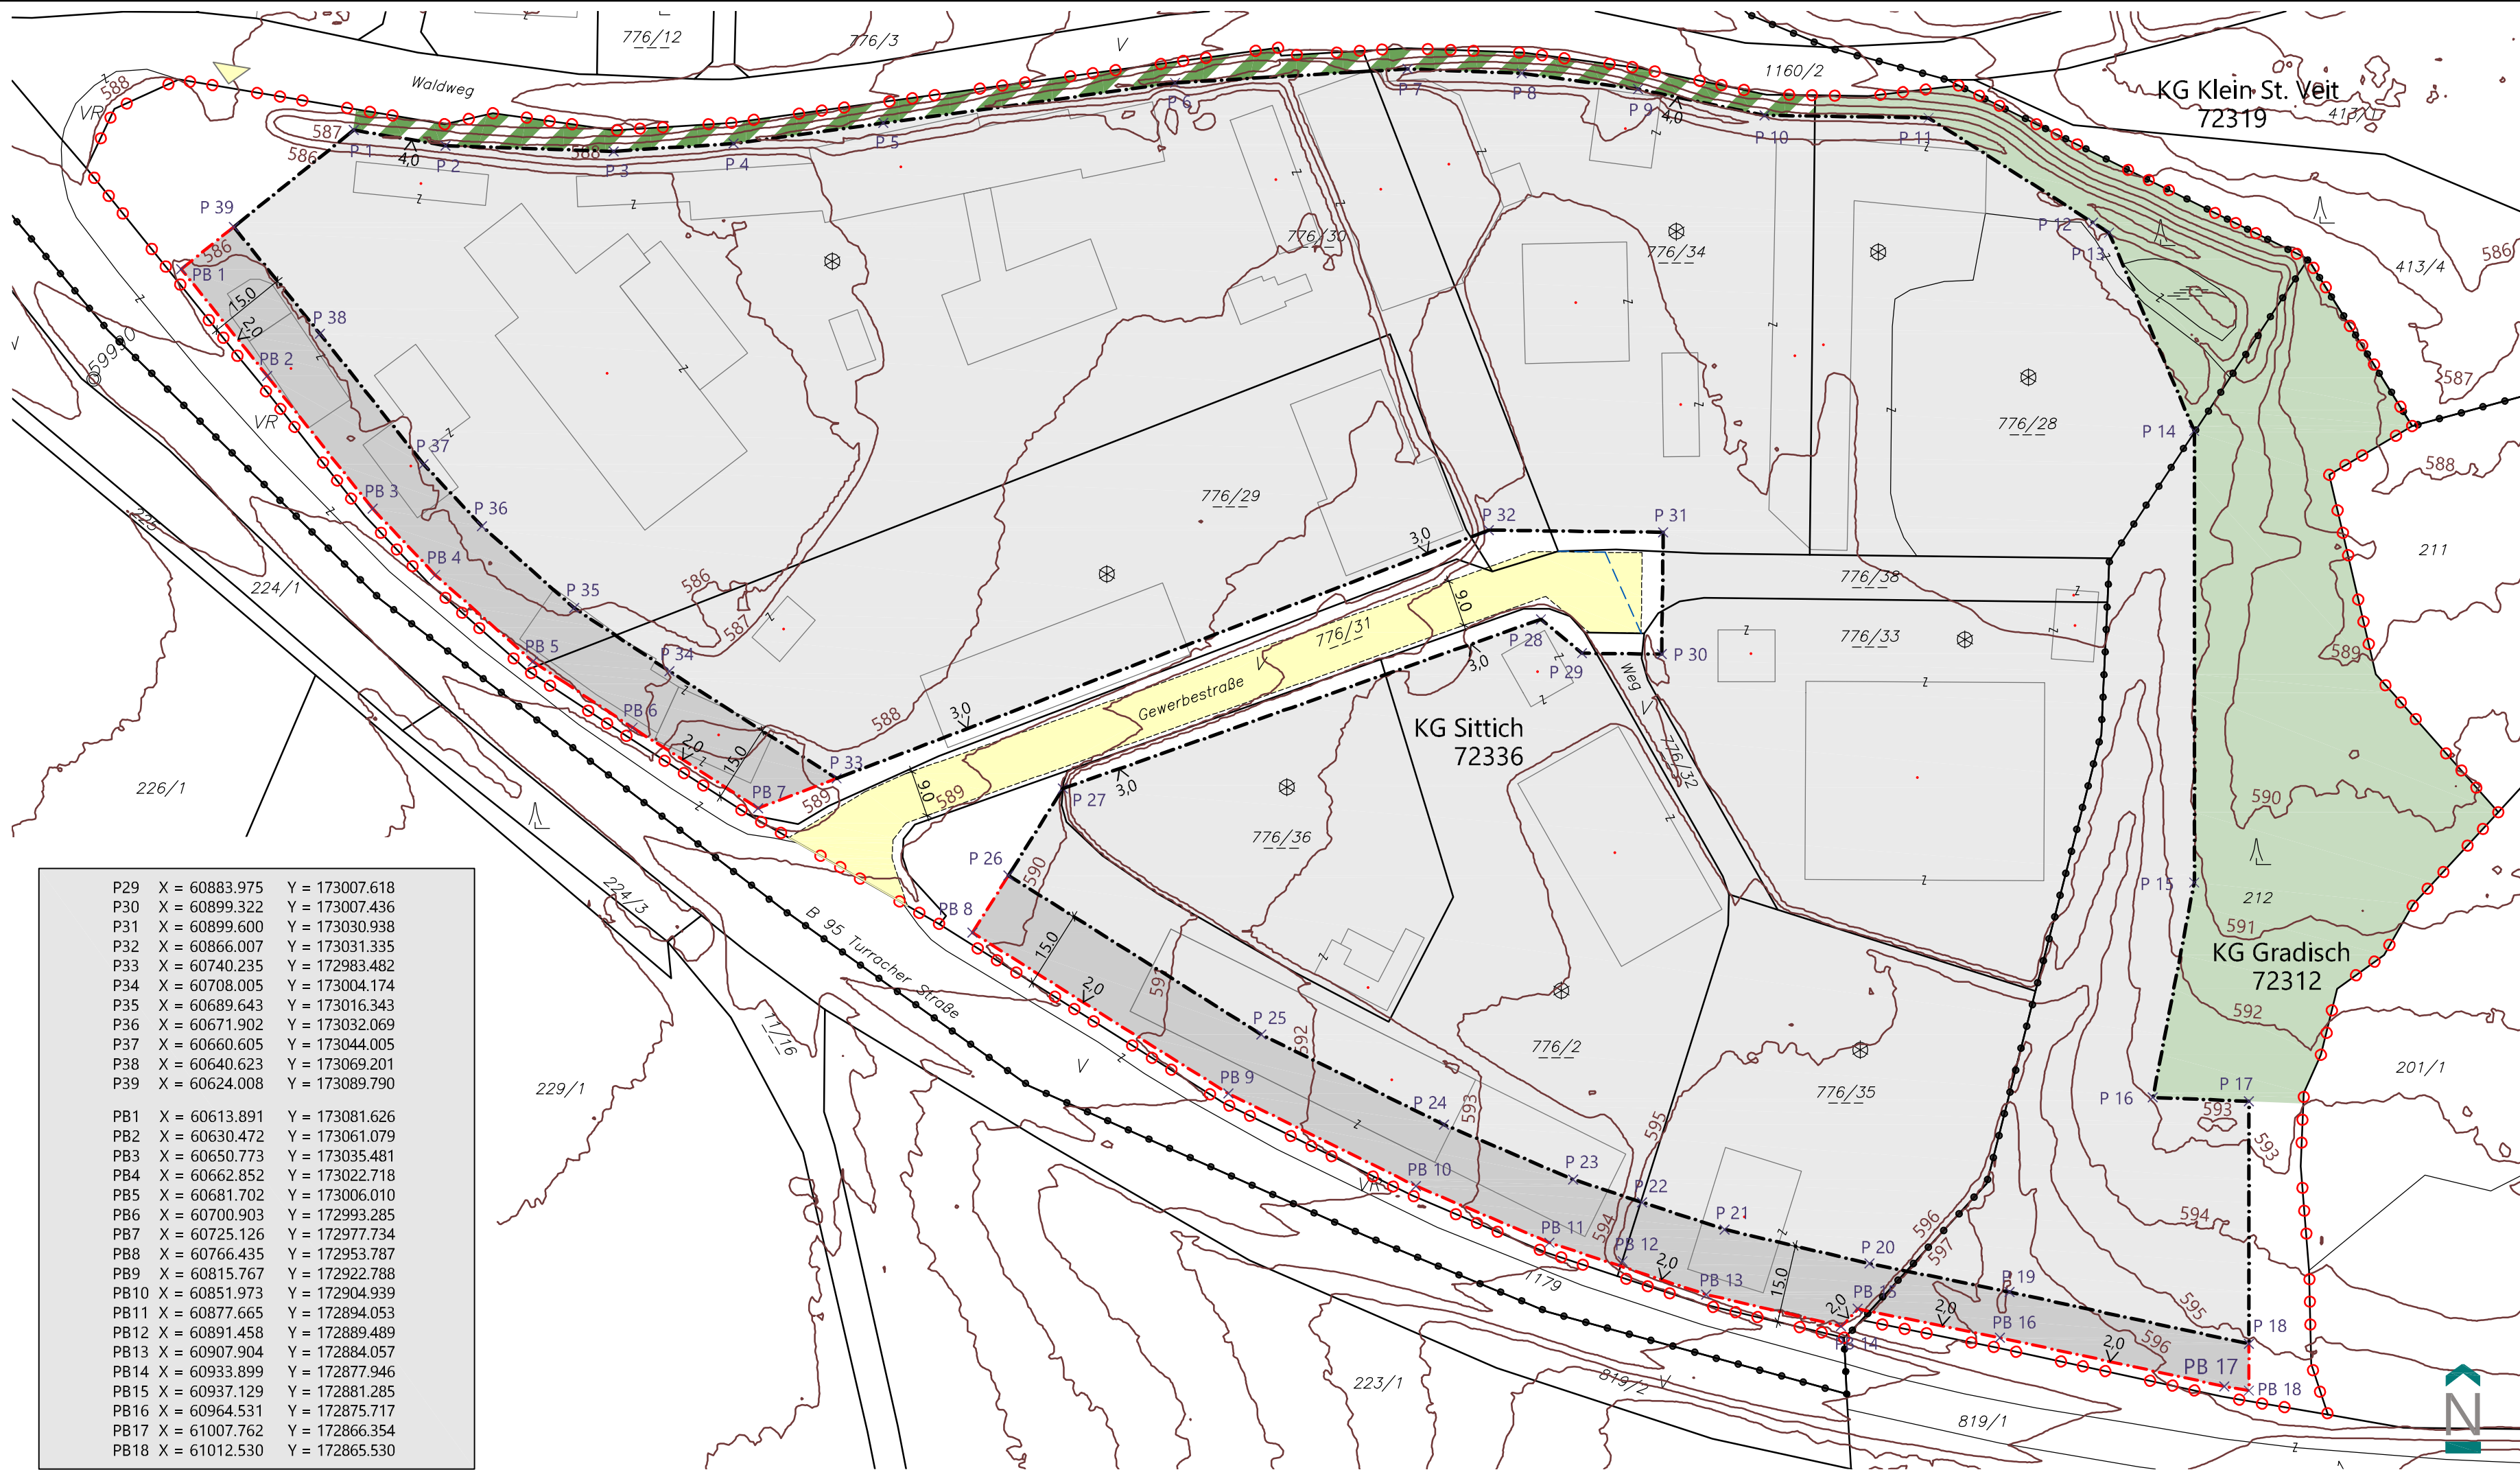 776/12
776/3
V
Waldweg
1160/2
KG Klein St. Veit
72319
VR
588
587
586
P 1
4,0
P 2
588
P 3
P 4
P 5
P 6
P 7
P 8
P 9
4,0
P 10
P 11
P 39
586
PB 1
15,0
2,0
P 38
776/30
776/34
P 12
P 13
413/4
586
59990
PB 2
587
VR
P 37
776/28
P 14
588
PB 3
776/29
P 36
225
3,0
P 32
P 31
PB 4
224/1
586
P 35
211
776/38
9,0
587
776/31
776/33
PB 5
P 34
V
P 28
P 29
P 30
589
3,0
Weg
V
Gewerbestraße
PB 6
588
3,0
KG Sittich
72336
2,0
15,0
776/32
P 33
226/1
PB 7
589
9,0
589
P 27
3,0
590
776/36
P 26
590
P 15
212
224/3
PB 8
591
B 95 Turracher Straße
15,0
KG Gradisch
72312
2,0
P 25
592
592
11/16
776/2
229/1
V
776/35
201/1
PB 9
593
P 24
595
P 16
P 17
593
593
P 23
PB 10
VR
P 22
594
P 21
596
594
PB 11
PB 12
P 20
597
2,0
1179
PB 13
15,0
P 19
595
PB 15
2,0
2,0
PB 16
P 18
PB 14
2,0
596
PB 17
PB 18
223/1
819/2
V
819/1
N
P29 X = 60883.975 Y = 173007.618
P30 X = 60899.322 Y = 173007.436
P31 X = 60899.600 Y = 173030.938
P32 X = 60866.007 Y = 173031.335
P33 X = 60740.235 Y = 172983.482
P34 X = 60708.005 Y = 173004.174
P35 X = 60689.643 Y = 173016.343
P36 X = 60671.902 Y = 173032.069
P37 X = 60660.605 Y = 173044.005
P38 X = 60640.623 Y = 173069.201
P39 X = 60624.008 Y = 173089.790
PB1 X = 60613.891 Y = 173081.626
PB2 X = 60630.472 Y = 173061.079
PB3 X = 60650.773 Y = 173035.481
PB4 X = 60662.852 Y = 173022.718
PB5 X = 60681.702 Y = 173006.010
PB6 X = 60700.903 Y = 172993.285
PB7 X = 60725.126 Y = 172977.734
PB8 X = 60766.435 Y = 172953.787
PB9 X = 60815.767 Y = 172922.788
PB10 X = 60851.973 Y = 172904.939
PB11 X = 60877.665 Y = 172894.053
PB12 X = 60891.458 Y = 172889.489
PB13 X = 60907.904 Y = 172884.057
PB14 X = 60933.899 Y = 172877.946
PB15 X = 60937.129 Y = 172881.285
PB16 X = 60964.531 Y = 172875.717
PB17 X = 61007.762 Y = 172866.354
PB18 X = 61012.530 Y = 172865.530